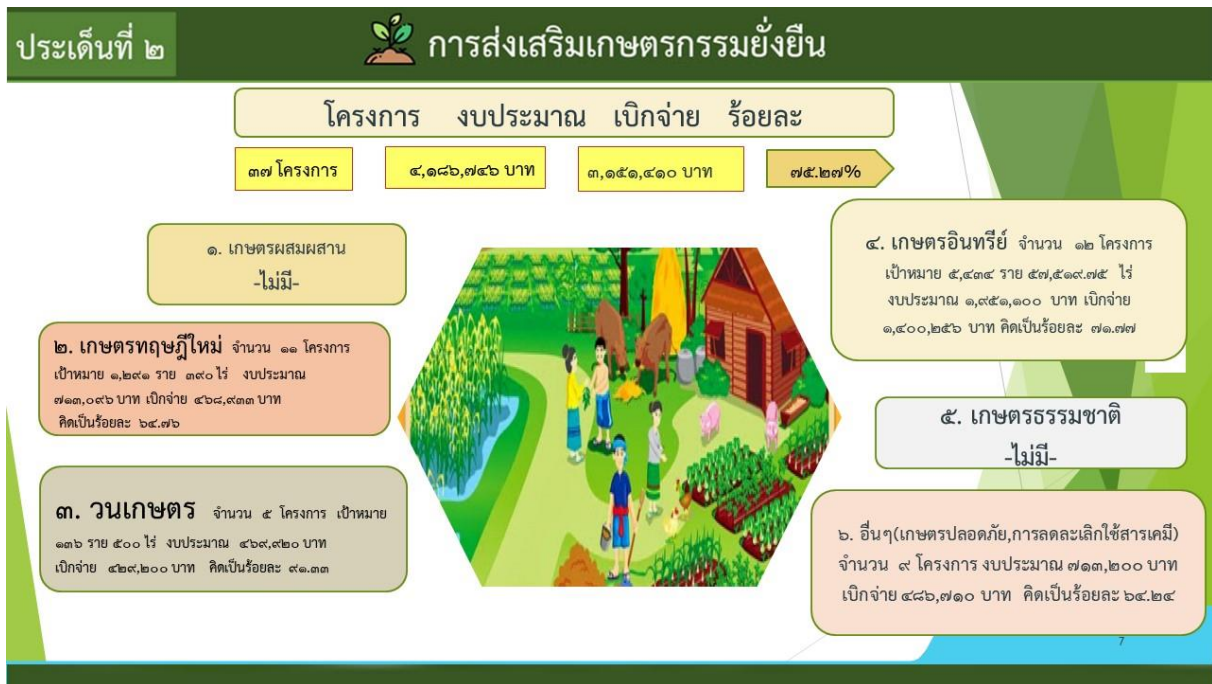 ประเด็นที่ ๒
การส่งเสริมเกษตรกรรมยั่งยืน
โครงการ งบประมาณ เบิกจ่าย ร้อยละ
๓๗ โครงการ ๔,๑๘๖,๗๔๖ บาท ๓,๑๕๑,๔๑๐ บาท ๗๕.๒๗%
๑. เกษตรผสมผสาน
-ไม่มี-
๒. เกษตรทฤษฎีใหม่ จำนวน ๑๑ โครงการ
เป้าหมาย ๑,๒๙๑ ราย ๓๙๐ ไร่ งบประมาณ
๗๑๓,๐๙๖ บาท เบิกจ่าย ๔๖๘,๙๓๓ บาท
คิดเป็นร้อยละ ๖๔.๗๖
๓. วนเกษตร จำนวน ๕ โครงการ เป้าหมาย
๑๓๖ ราย ๕๐๐ ไร่ งบประมาณ ๔๖๙,๙๒๐ บาท
เบิกจ่าย ๔๒๙,๒๐๐ บาท คิดเป็นร้อยละ ๙๑.๓๓
๔. เกษตรอินทรีย์ จำนวน ๑๒ โครงการ
เป้าหมาย ๕,๔๓๔ ราย ๕๗,๕๑๙.๗๕ ไร่
งบประมาณ ๑,๙๕๑,๑๐๐ บาท เบิกจ่าย
๑,๔๐๐,๒๕๖ บาท คิดเป็นร้อยละ ๗๑.๗๗
๕. เกษตรธรรมชาติ
-ไม่มี-
๖. อื่นๆ(เกษตรปลอดภัย,การลดละเลิกใช้สารเคมี)
จำนวน ๙ โครงการ งบประมาณ ๗๑๓,๒๐๐ บาท
เบิกจ่าย ๔๘๖,๗๑๐ บาท คิดเป็นร้อยละ ๖๔.๒๔
7